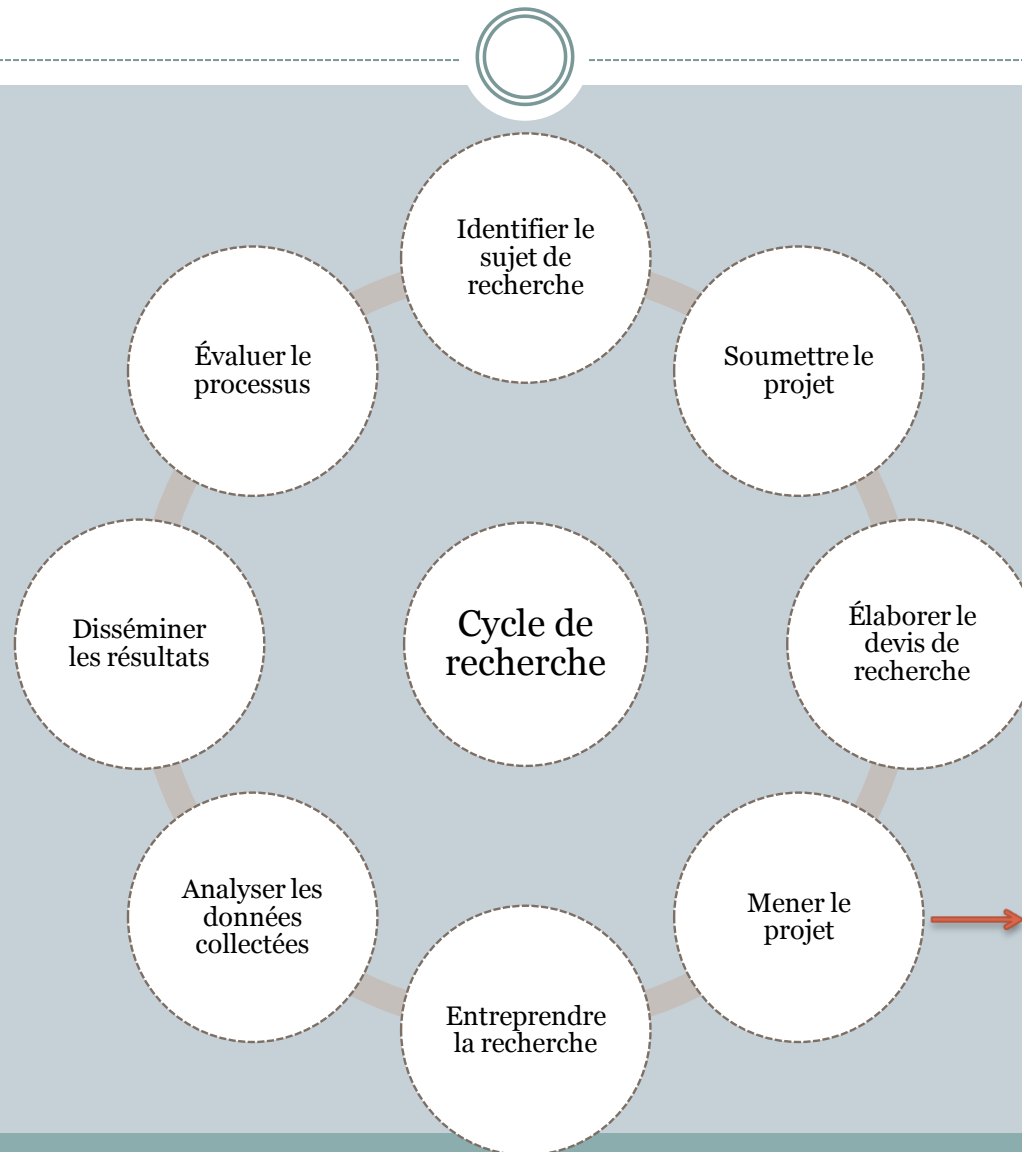 Identifier le
sujet de
recherche
Soumettre le
projet
Élaborer le
devis de
recherche
Mener le
projet
Entreprendre
la recherche
Analyser les
données
collectées
Disséminer
les résultats
Évaluer le
processus
Cycle de
recherche